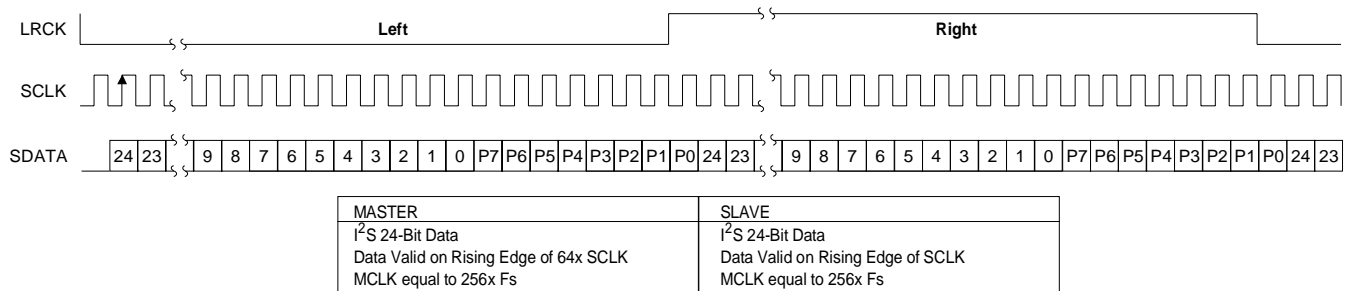 LRCK Left Right
SCLK
SDATA 24 23 9 8 7 6 5 4 3 2 1 0 P7 P6 P5 P4 P3 P2 P1 P0 24 23 9 8 7 6 5 4 3 2 1 0 P7 P6 P5 P4 P3 P2 P1 P0 24 23
MASTER SLAVE
I2S 24-Bit Data I2S 24-Bit Data
Data Valid on Rising Edge of 64x SCLK Data Valid on Rising Edge of SCLK
MCLK equal to 256x Fs MCLK equal to 256x Fs